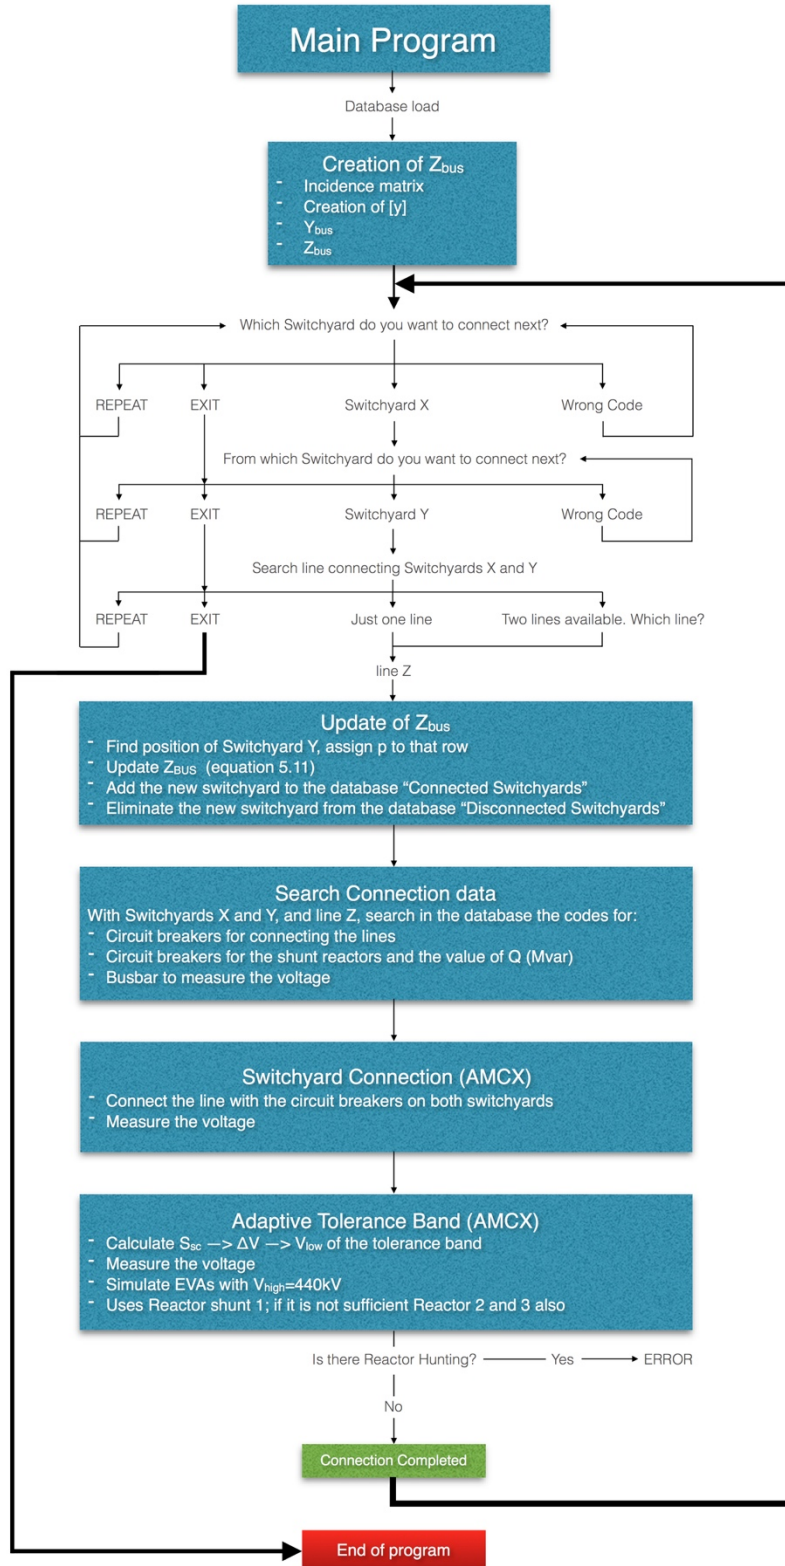 Main Program
Database load
Creation of Zbus
- Incidence matrix
- Creation of [y]
- Ybus
- Zbus
Which Switchyard do you want to connect next?
REPEAT EXIT Switchyard X Wrong Code
From which Switchyard do you want to connect next?
REPEAT EXIT Switchyard Y Wrong Code
Search line connecting Switchyards X and Y
REPEAT EXIT Just one line Two lines available. Which line?
line Z
Update of Zbus
- Find position of Switchyard Y, assign p to that row
- Update ZBUS (equation 5.11)
- Add the new switchyard to the database “Connected Switchyards”
- Eliminate the new switchyard from the database “Disconnected Switchyards”
Search Connection data
With Switchyards X and Y, and line Z, search in the database the codes for:
- Circuit breakers for connecting the lines
- Circuit breakers for the shunt reactors and the value of Q (Mvar)
- Busbar to measure the voltage
Switchyard Connection (AMCX)
- Connect the line with the circuit breakers on both switchyards
- Measure the voltage
Adaptive Tolerance Band (AMCX)
- Calculate Ssc —> ΔV —> Vlow of the tolerance band
- Measure the voltage
- Simulate EVAs with Vhigh=440kV
- Uses Reactor shunt 1; if it is not sufficient Reactor 2 and 3 also
Is there Reactor Hunting? Yes ERROR
No
Connection Completed
End of program